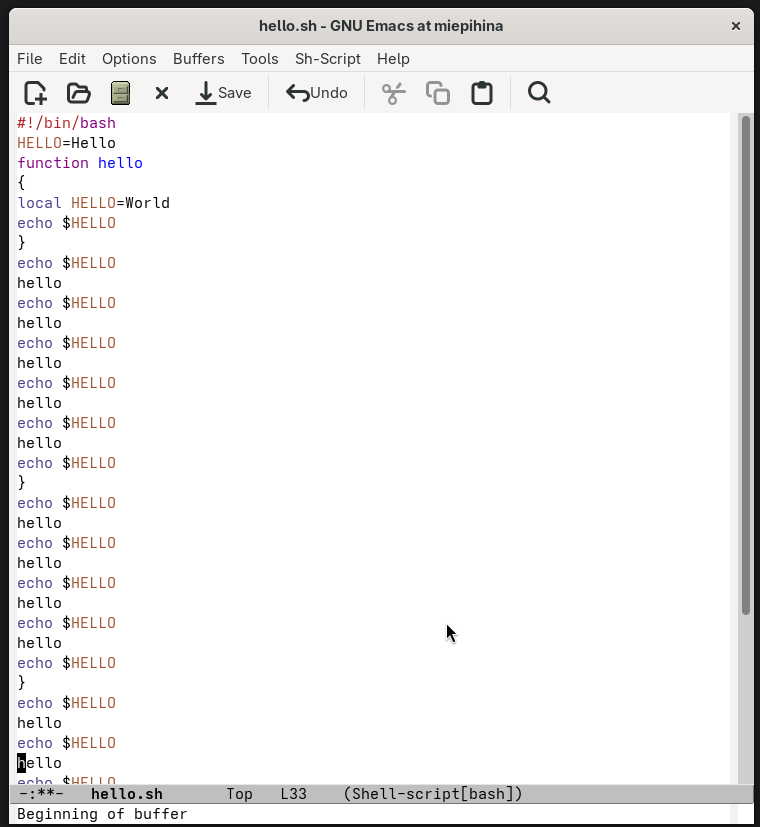 hello.sh - GNU Emacs at miepihina
File Edit Options Buffers Tools Sh-Script Help
Save Undo
#!/bin/bash
HELLO=Hello
function hello
{
local HELLO=World
echo $HELLO
}
echo $HELLO
hello
echo $HELLO
hello
echo $HELLO
hello
echo $HELLO
hello
echo $HELLO
hello
echo $HELLO
}
echo $HELLO
hello
echo $HELLO
hello
echo $HELLO
hello
echo $HELLO
hello
echo $HELLO
}
echo $HELLO
hello
echo $HELLO
hello
echo $HELLO
-:**- hello.sh Top L33 (Shell-script[bash])
Beginning of buffer